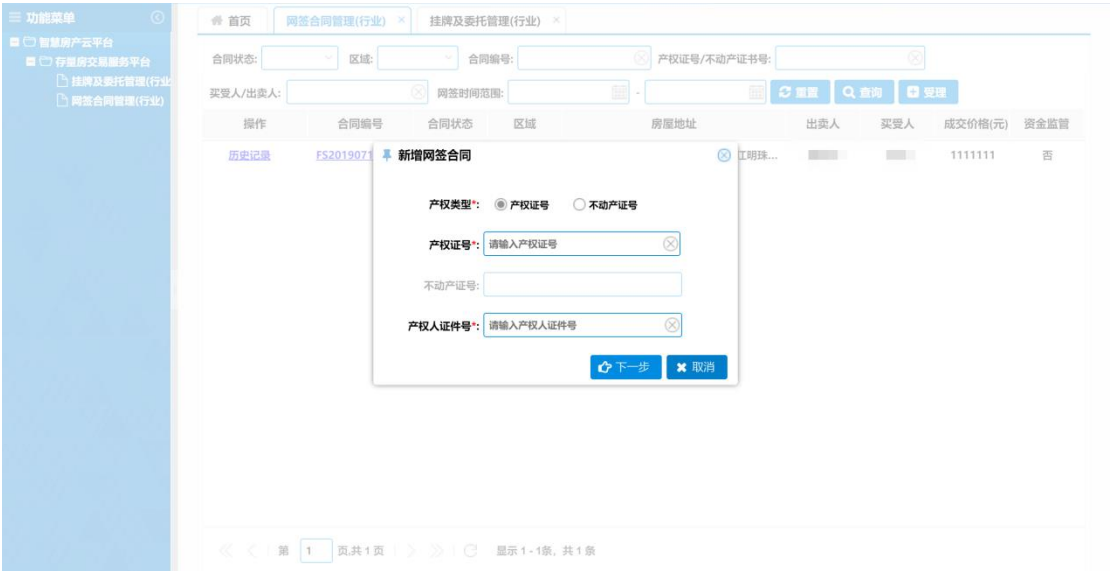 功能菜单
智慧房产云平台
存量房交易服务平台
挂牌及委托管理(行业
网签合同管理(行业)
首页 网签合同管理(行业) × 挂牌及委托管理(行业) ×
合同状态: 区域: 合同编号: 产权证号/不动产证书号:
买受人/出卖人: 网签时间范围: - 重置 查询 受理
操作 合同编号 合同状态 区域 房屋地址 出卖人 买受人 成交价格(元) 资金监管
历史记录 FS2019071 江明珠... 1111111 否
新增网签合同
产权类型*: 产权证号 不动产证号
产权证号*: 请输入产权证号
不动产证号:
产权人证件号*: 请输入产权人证件号
下一步 取消
第 1 页,共 1 页 显示 1 - 1条, 共 1 条